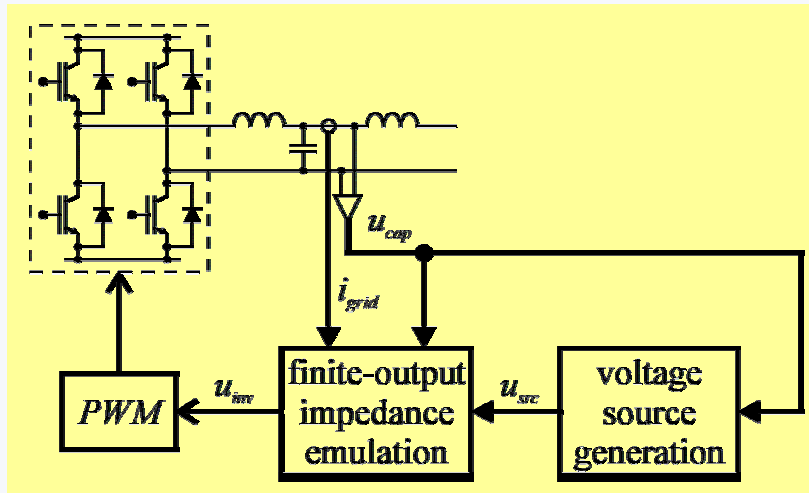 u_cap
i_grid
finite-output
impedance
emulation
voltage
source
generation
u_src
u_inv
PWM